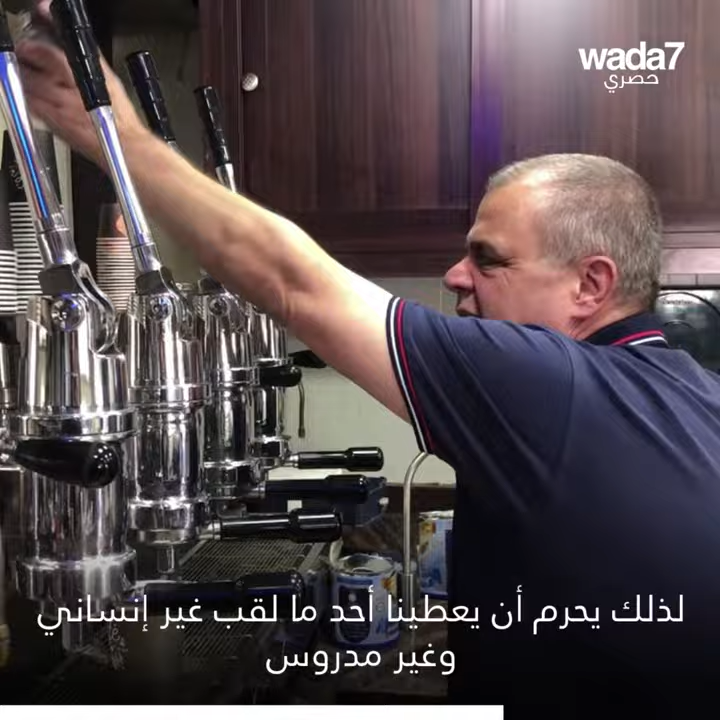 wada7
حصري
لذلك يحرم أن يعطينا أحد ما لقب غير إنساني
وغير مدروس